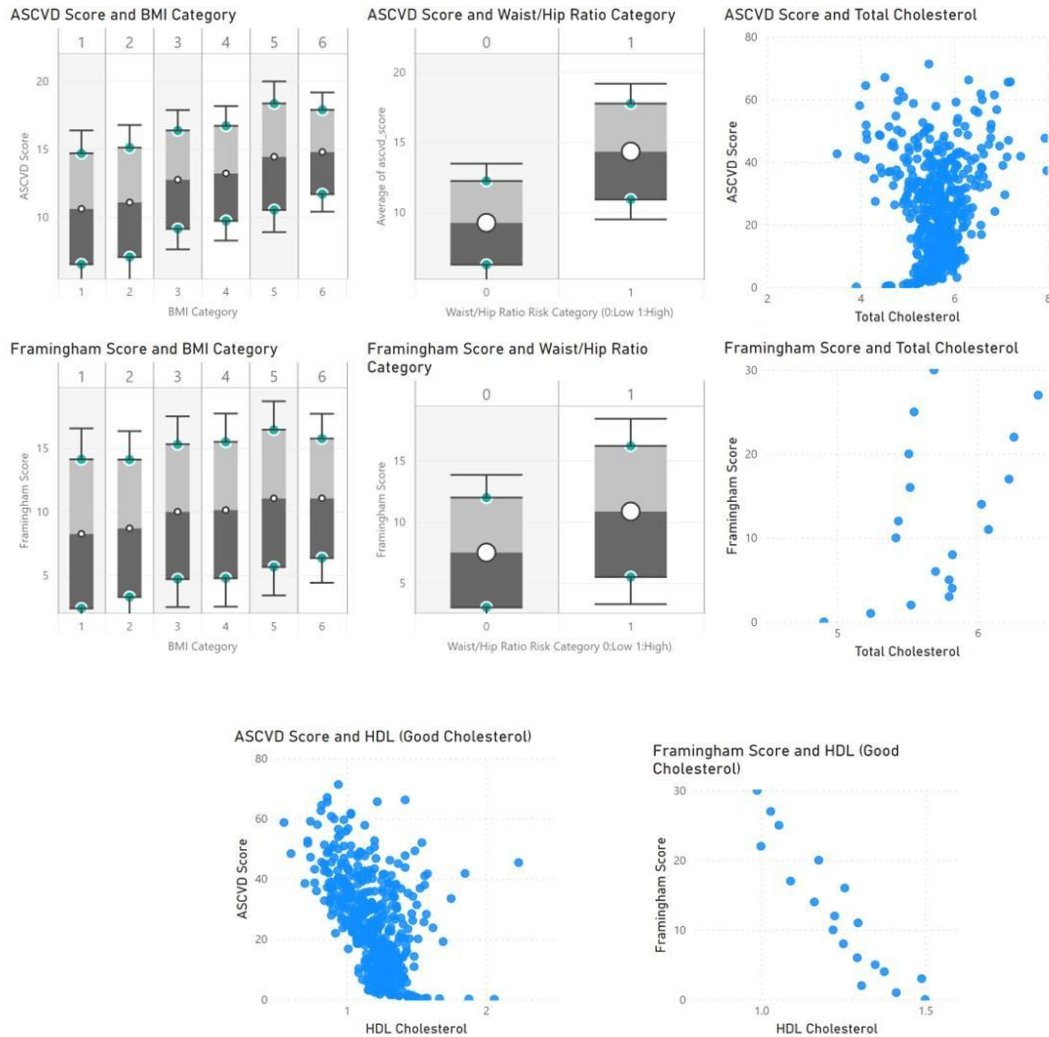 ASCVD Score and BMI Category
1 2 3 4 5 6
20
15
10
ASCVD Score
1 2 3 4 5 6
BMI Category
ASCVD Score and Waist/Hip Ratio Category
0 1
20
15
10
Average of ascvd_score
0 1
Waist/Hip Ratio Risk Category (0:Low 1:High)
ASCVD Score and Total Cholesterol
80
60
40
20
0
ASCVD Score
2 4 6 8
Total Cholesterol
Framingham Score and BMI Category
1 2 3 4 5 6
15
10
5
Framingham Score
1 2 3 4 5 6
BMI Category
Framingham Score and Waist/Hip Ratio
Category
0 1
15
10
5
Framingham Score
0 1
Waist/Hip Ratio Risk Category 0:Low 1:High)
Framingham Score and Total Cholesterol
30
20
10
0
Framingham Score
5 6
Total Cholesterol
ASCVD Score and HDL (Good Cholesterol)
80
60
40
20
0
ASCVD Score
1 2
HDL Cholesterol
Framingham Score and HDL (Good
Cholesterol)
30
20
10
0
Framingham Score
1.0 1.5
HDL Cholesterol